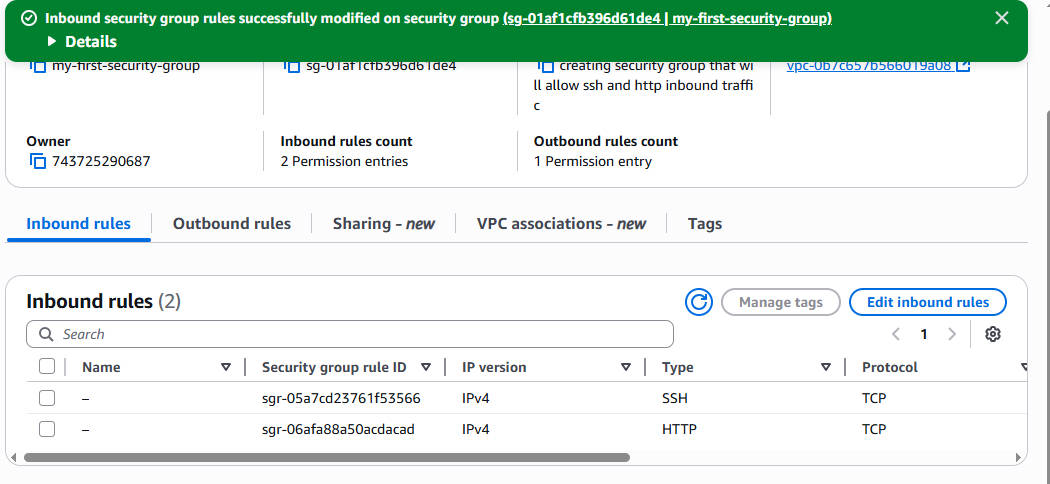 Inbound security group rules successfully modified on security group (sg-01af1cfb396d61de4 | my-first-security-group)
Details
my-first-security-group
sg-01af1cfb396d61de4
creating security group that wi
ll allow ssh and http inbound traffi
c
vpc-0b7c657b566019a08
Owner
743725290687
Inbound rules count
2 Permission entries
Outbound rules count
1 Permission entry
Inbound rules Outbound rules Sharing - new VPC associations - new Tags
Inbound rules (2)
Manage tags
Edit inbound rules
Search
1
Name Security group rule ID IP version Type Protocol
– sgr-05a7cd23761f53566 IPv4 SSH TCP
– sgr-06afa88a50acdacad IPv4 HTTP TCP